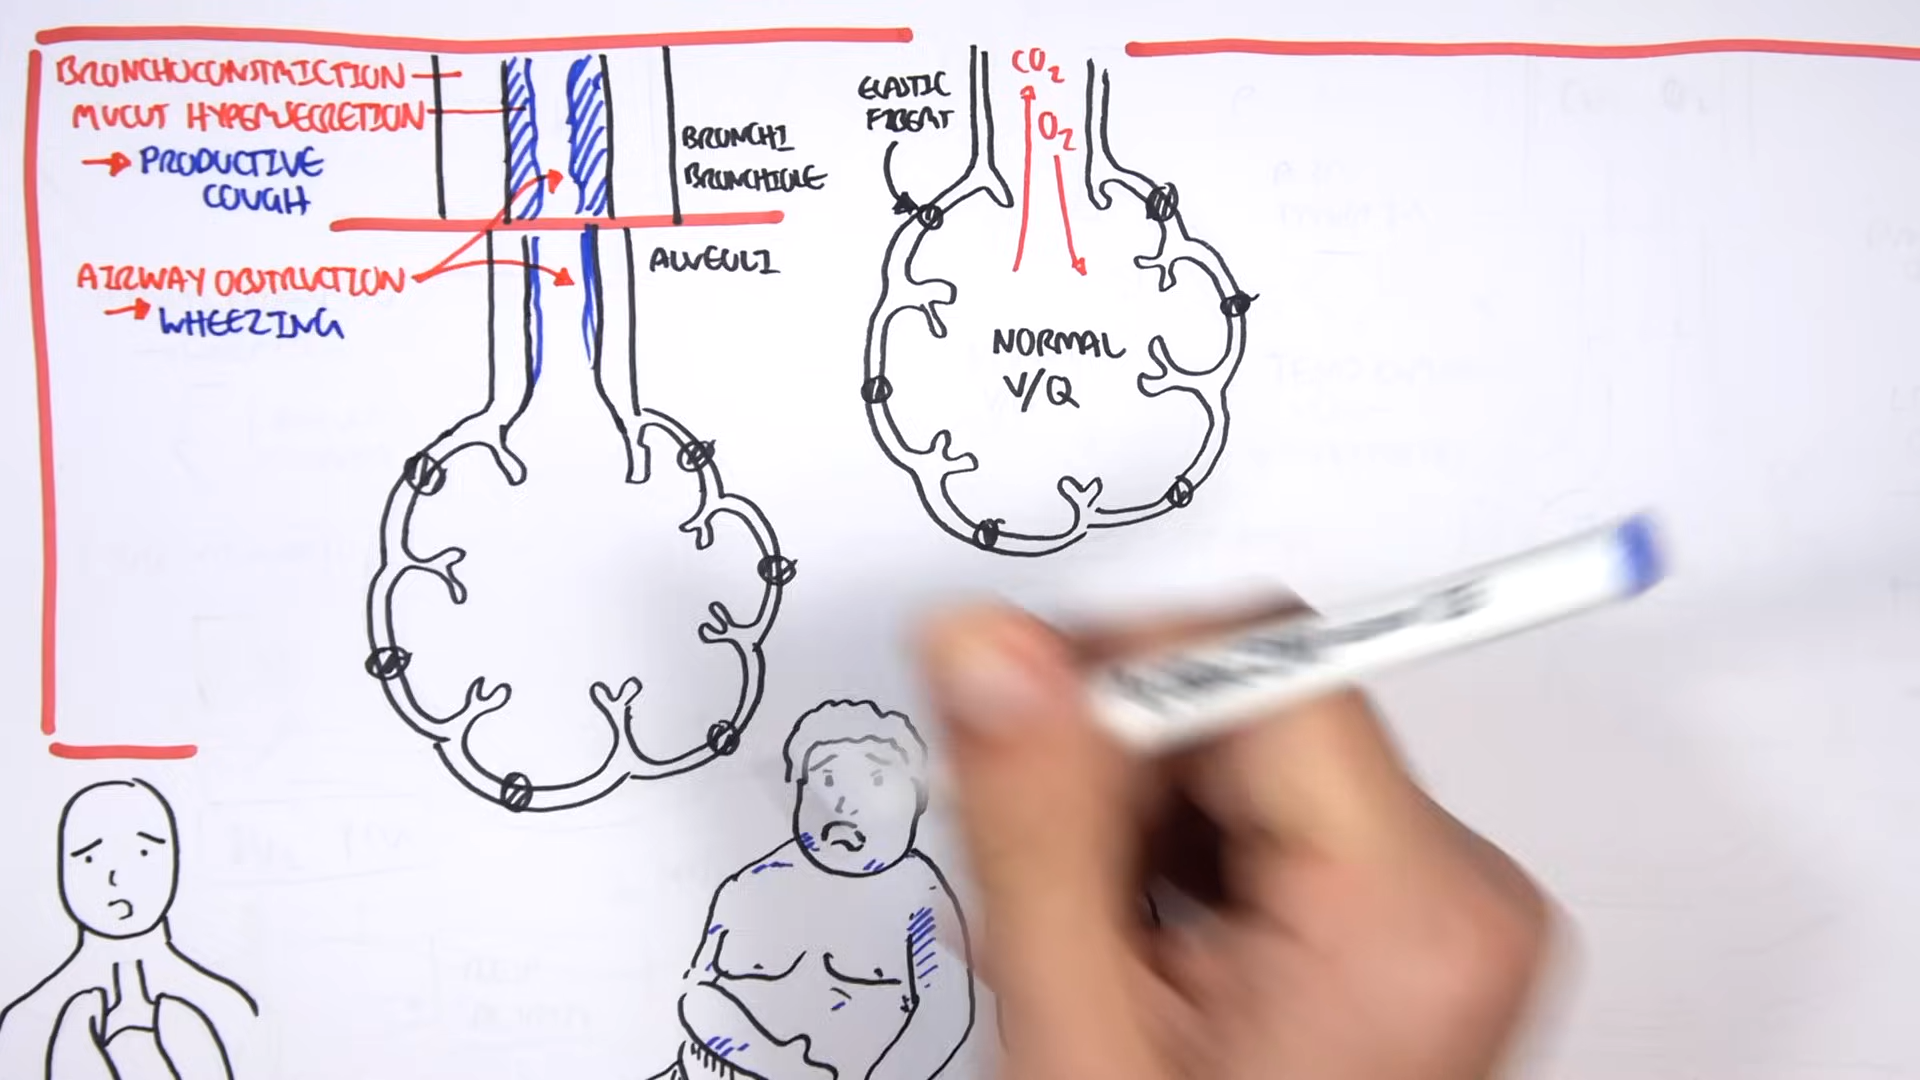 BRONCHOCONSTRICTION
MUCUS HYPERSECRETION
→ PRODUCTIVE
COUGH
AIRWAY OBSTRUCTION
→ WHEEZING
BRONCHI
BRONCHIOLE
ALVEOLI
ELASTIC
FIBERS
CO₂
O₂
NORMAL
V/Q